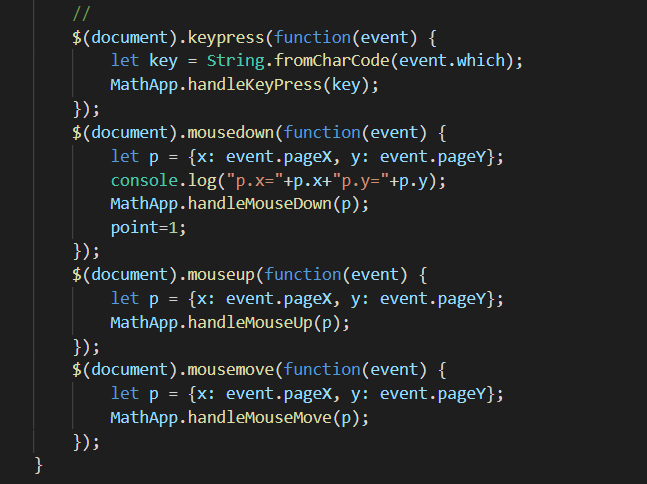 //
$(document).keypress(function(event) {
let key = String.fromCharCode(event.which);
MathApp.handleKeyPress(key);
});
$(document).mousedown(function(event) {
let p = {x: event.pageX, y: event.pageY};
console.log("p.x="+p.x+"p.y="+p.y);
MathApp.handleMouseDown(p);
point=1;
});
$(document).mouseup(function(event) {
let p = {x: event.pageX, y: event.pageY};
MathApp.handleMouseUp(p);
});
$(document).mousemove(function(event) {
let p = {x: event.pageX, y: event.pageY};
MathApp.handleMouseMove(p);
});
}